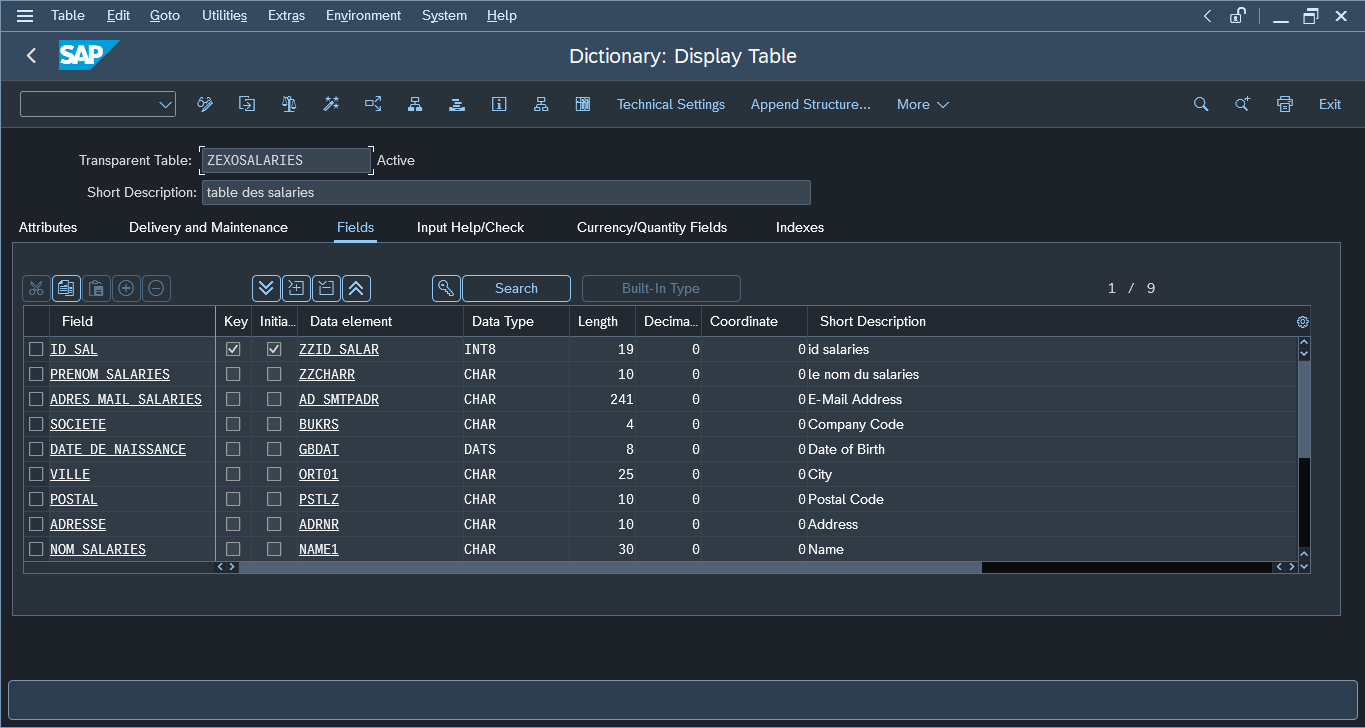 Table Edit Goto Utilities Extras Environment System Help
SAP Dictionary: Display Table
Technical Settings Append Structure... More Exit
Transparent Table: ZEXOSALARIES Active
Short Description: table des salaries
Attributes Delivery and Maintenance Fields Input Help/Check Currency/Quantity Fields Indexes
Search Built-In Type 1 / 9
Field Key Initia... Data element Data Type Length Decima... Coordinate Short Description
ID_SAL ZZID_SALAR INT8 19 0 0 id salaries
PRENOM_SALARIES ZZCHARR CHAR 10 0 0 le nom du salaries
ADRES_MAIL_SALARIES AD_SMTPADR CHAR 241 0 0 E-Mail Address
SOCIETE BUKRS CHAR 4 0 0 Company Code
DATE_DE_NAISSANCE GBDAT DATS 8 0 0 Date of Birth
VILLE ORT01 CHAR 25 0 0 City
POSTAL PSTLZ CHAR 10 0 0 Postal Code
ADRESSE ADRNR CHAR 10 0 0 Address
NOM_SALARIES NAME1 CHAR 30 0 0 Name